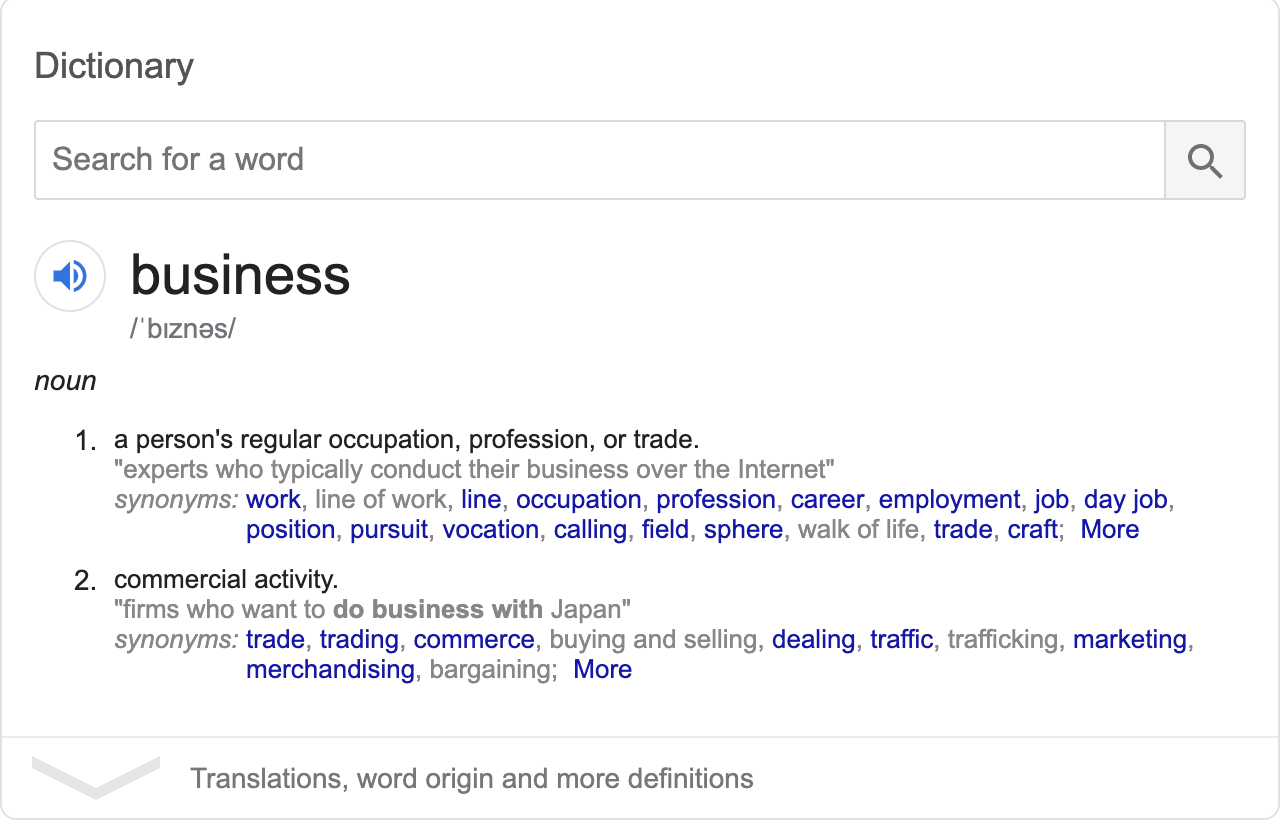 Dictionary
Search for a word
business
/ˈbɪznəs/
noun
1. a person's regular occupation, profession, or trade.
"experts who typically conduct their business over the Internet"
synonyms: work, line of work, line, occupation, profession, career, employment, job, day job,
position, pursuit, vocation, calling, field, sphere, walk of life, trade, craft; More
2. commercial activity.
"firms who want to do business with Japan"
synonyms: trade, trading, commerce, buying and selling, dealing, traffic, trafficking, marketing,
merchandising, bargaining; More
Translations, word origin and more definitions